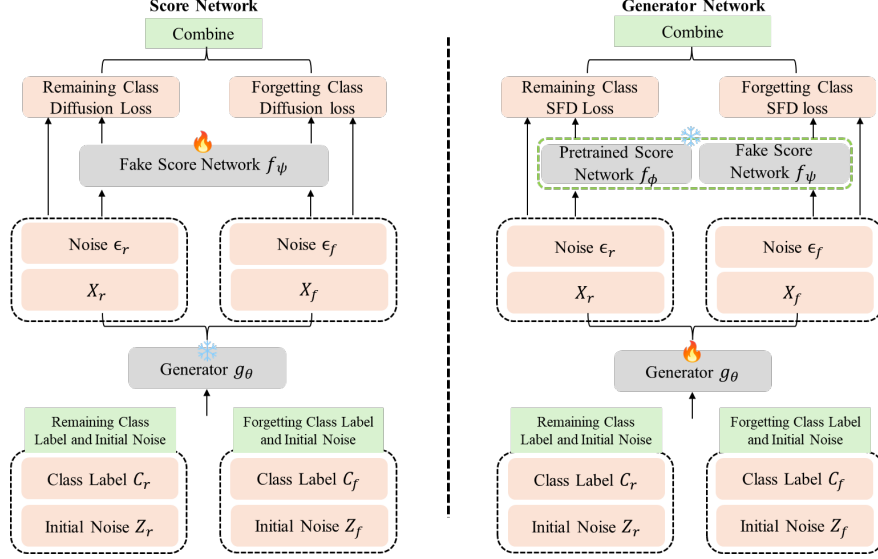 Score Network
Combine
Remaining Class
Diffusion Loss
Forgetting Class
Diffusion loss
Fake Score Network f_ψ
Noise ϵ_r
Noise ϵ_f
X_r
X_f
Generator g_θ
Remaining Class
Label and Initial Noise
Forgetting Class Label
and Initial Noise
Class Label C_r
Class Label C_f
Initial Noise Z_r
Initial Noise Z_f
Generator Network
Combine
Remaining Class
SFD Loss
Forgetting Class
SFD loss
Pretrained Score
Network f_ϕ
Fake Score
Network f_ψ
Noise ϵ_r
Noise ϵ_f
X_r
X_f
Generator g_θ
Remaining Class
Label and Initial Noise
Forgetting Class Label
and Initial Noise
Class Label C_r
Class Label C_f
Initial Noise Z_r
Initial Noise Z_f